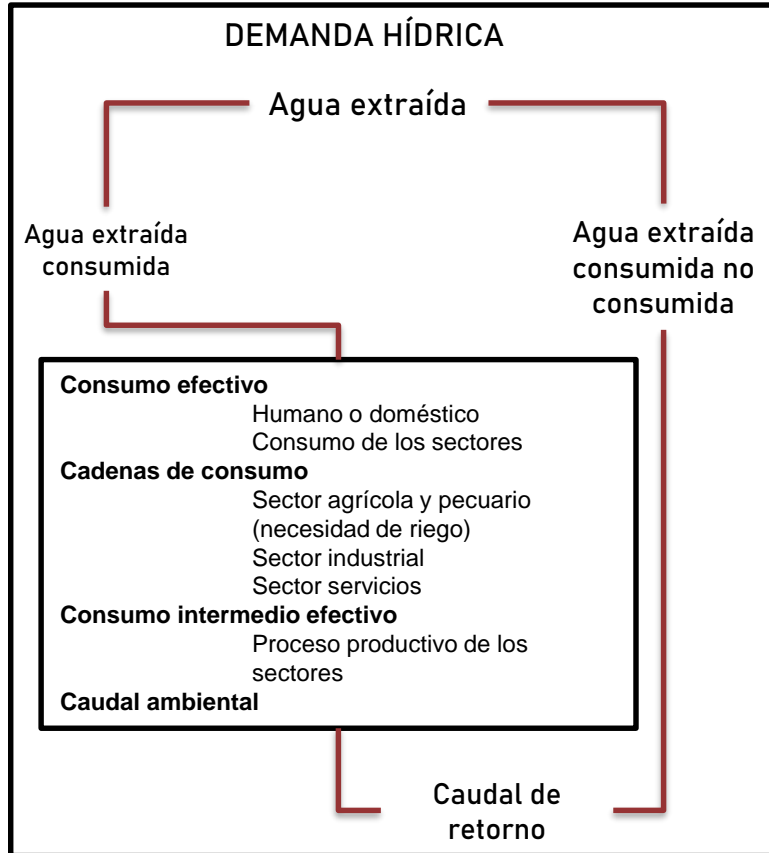 DEMANDA HÍDRICA
Agua extraída
Agua extraída
consumida
Agua extraída
consumida no
consumida
Consumo efectivo
Humano o doméstico
Consumo de los sectores
Cadenas de consumo
Sector agrícola y pecuario
(necesidad de riego)
Sector industrial
Sector servicios
Consumo intermedio efectivo
Proceso productivo de los
sectores
Caudal ambiental
Caudal de
retorno